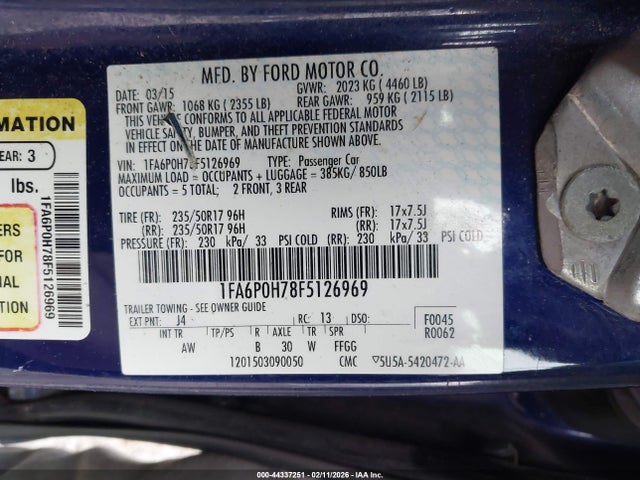 MFD. BY FORD MOTOR CO.
DATE: 03/15 GVWR: 2023 KG ( 4460 LB)
FRONT GAWR: 1068 KG ( 2355 LB) REAR GAWR: 959 KG ( 2115 LB)
THIS VEHICLE CONFORMS TO ALL APPLICABLE FEDERAL MOTOR
VEHICLE SAFETY, BUMPER, AND THEFT PREVENTION STANDARDS
IN EFFECT ON THE DATE OF MANUFACTURE SHOWN ABOVE.
VIN: 1FA6P0H78F5126969 TYPE: Passenger Car
MAXIMUM LOAD = OCCUPANTS + LUGGAGE = 385KG/ 850LB
OCCUPANTS = 5 TOTAL; 2 FRONT, 3 REAR
TIRE (FR): 235/50R17 96H RIMS (FR): 17x7.5J
(RR): 235/50R17 96H (RR): 17x7.5J
PRESSURE (FR): 230 kPa/ 33 PSI COLD (RR): 230 kPa/ 33 PSI COLD
1FA6P0H78F5126969
TRAILER TOWING - SEE OWNER GUIDE
EXT PNT: J4 RC: 13 DSO: F0045
INT TR TP/PS R AXLE TR SPR R0062
AW B 30 W FFGG
1201503090050 CMC 5U5A-5420472-AA
RMATION
EAR: 3
lbs.
ERS
FOR
IAL
ATION
1FA6P0H78F5126969
000-44337251 - 02/11/2026 - IAA Inc.